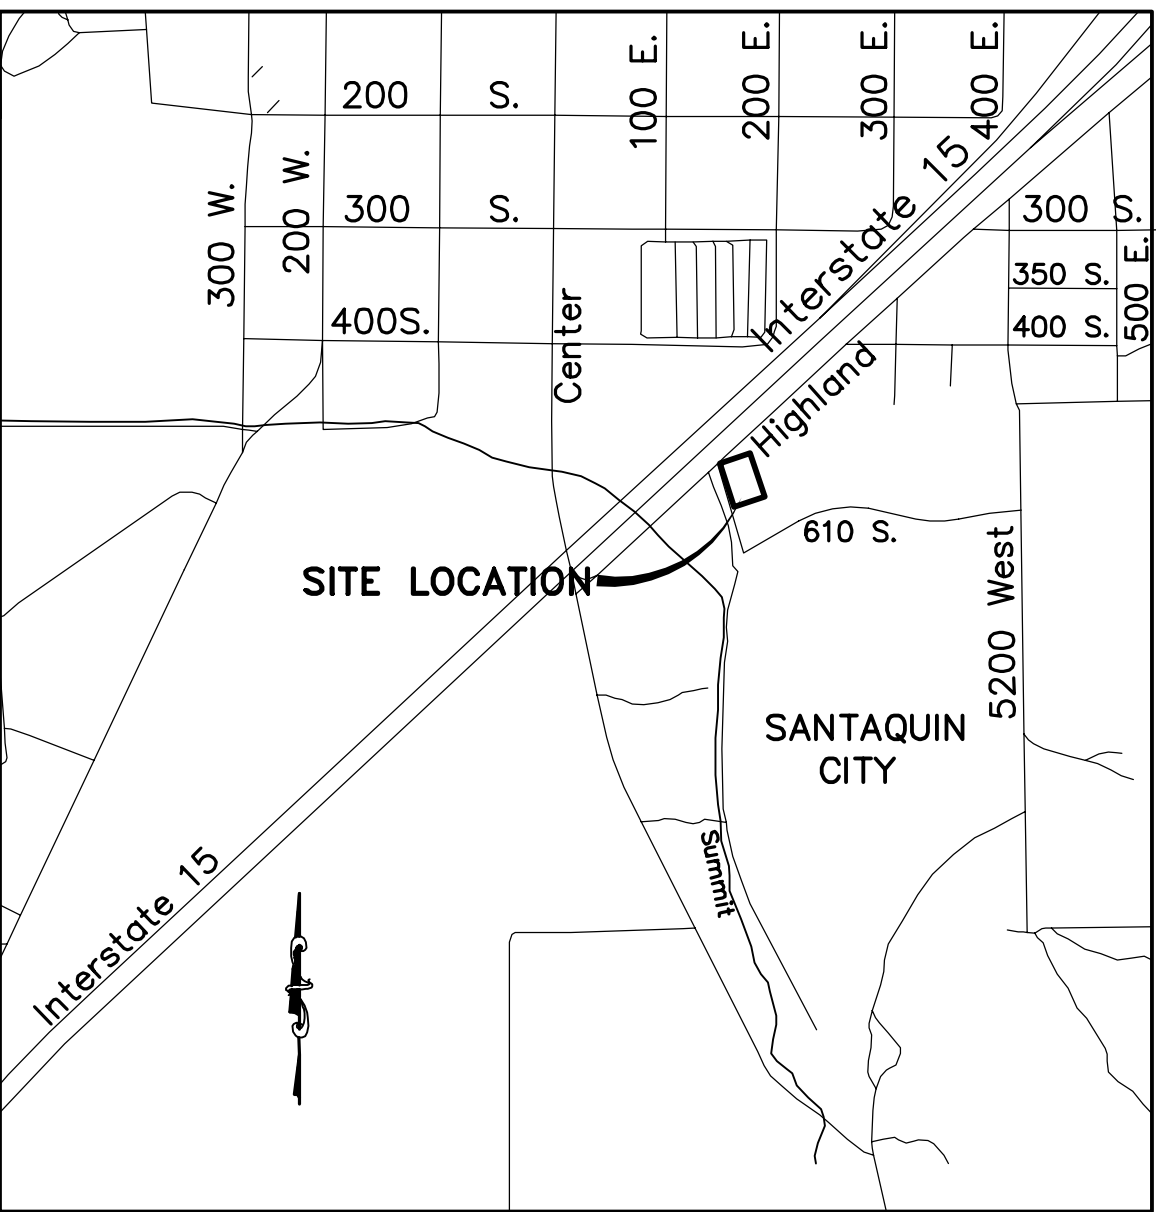 200 S.
100 E.
200 E.
300 E.
400 E.
300 W.
200 W.
300 S.
Interstate 15
300 S.
350 S.
500 E.
400S.
Center
400 S.
Highland
610 S.
SITE LOCATION
5200 West
SANTAQUIN
CITY
Summit
Interstate 15